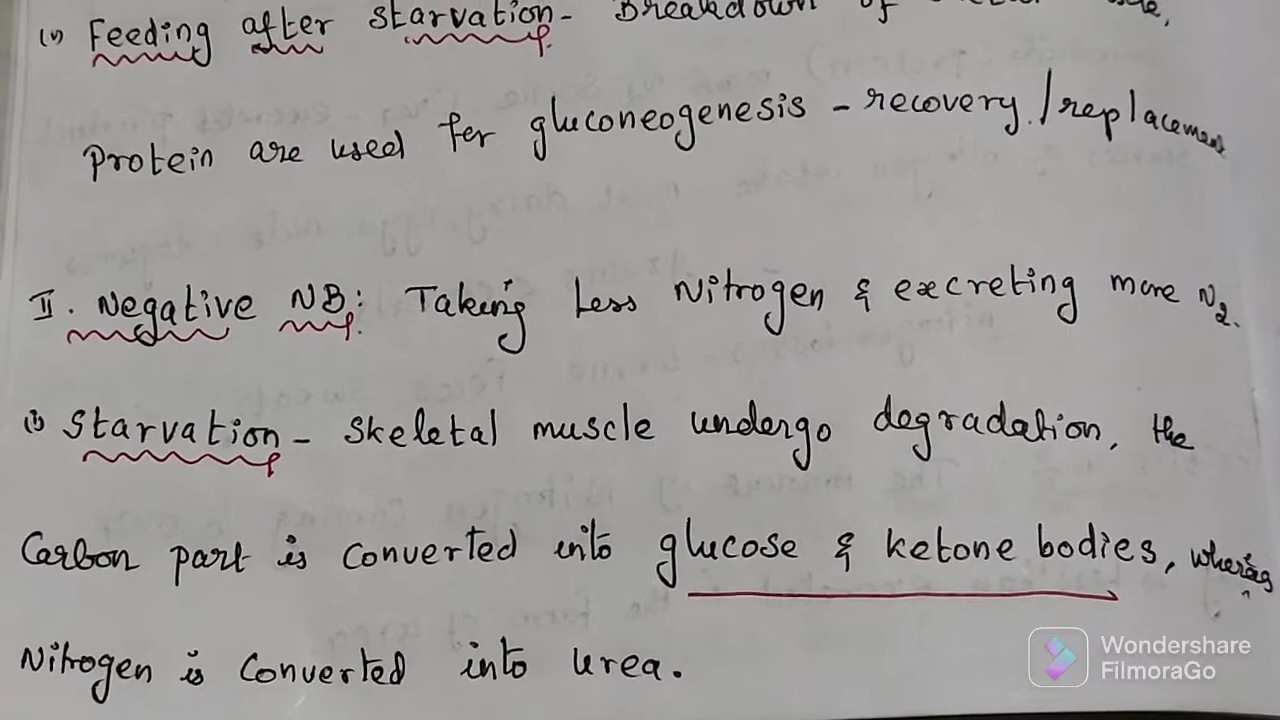 (v) Feeding after starvation - Breakdown of
Protein are used for gluconeogenesis - recovery/replacement
II. Negative NB: Taking Less Nitrogen & excreting more N2.
(i) Starvation - Skeletal muscle undergo degradation, the
Carbon part is converted into glucose & ketone bodies, whereas
Nitrogen is converted into urea.
Wondershare
FilmoraGo